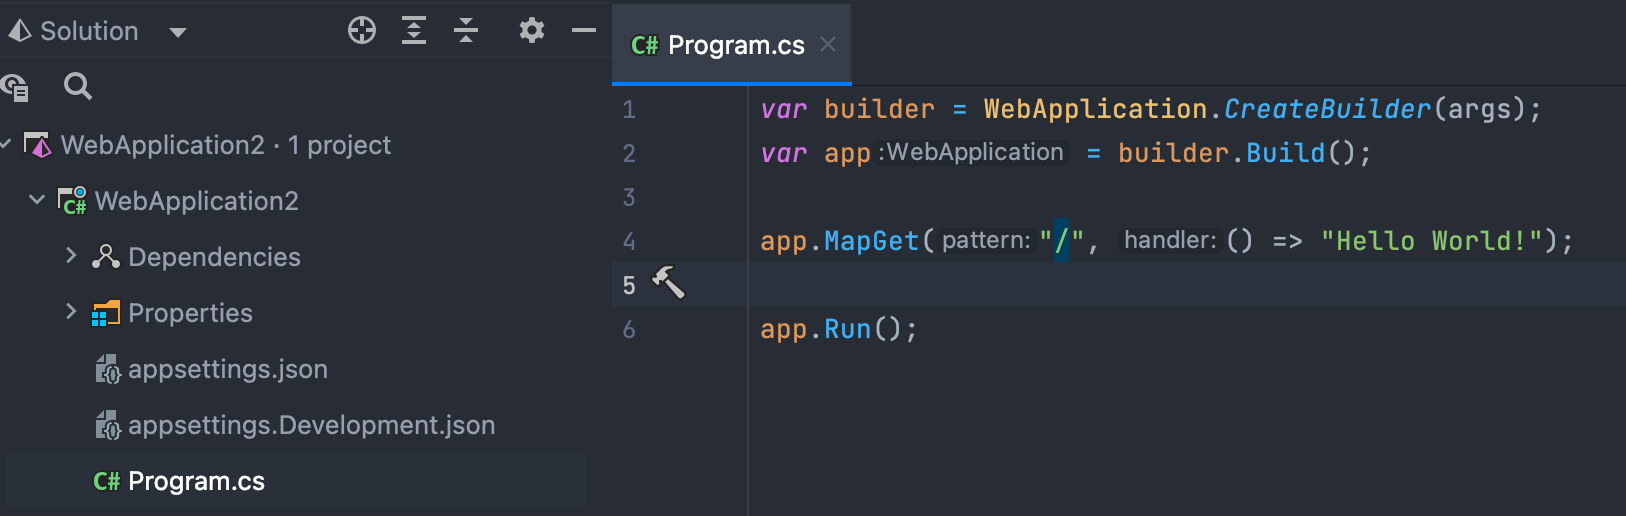 Solution
C# Program.cs
WebApplication2 · 1 project
C# WebApplication2
Dependencies
Properties
appsettings.json
appsettings.Development.json
C# Program.cs
1 var builder = WebApplication.CreateBuilder(args);
2 var app :WebApplication = builder.Build();
3
4 app.MapGet( pattern: "/", handler: () => "Hello World!");
5
6 app.Run();